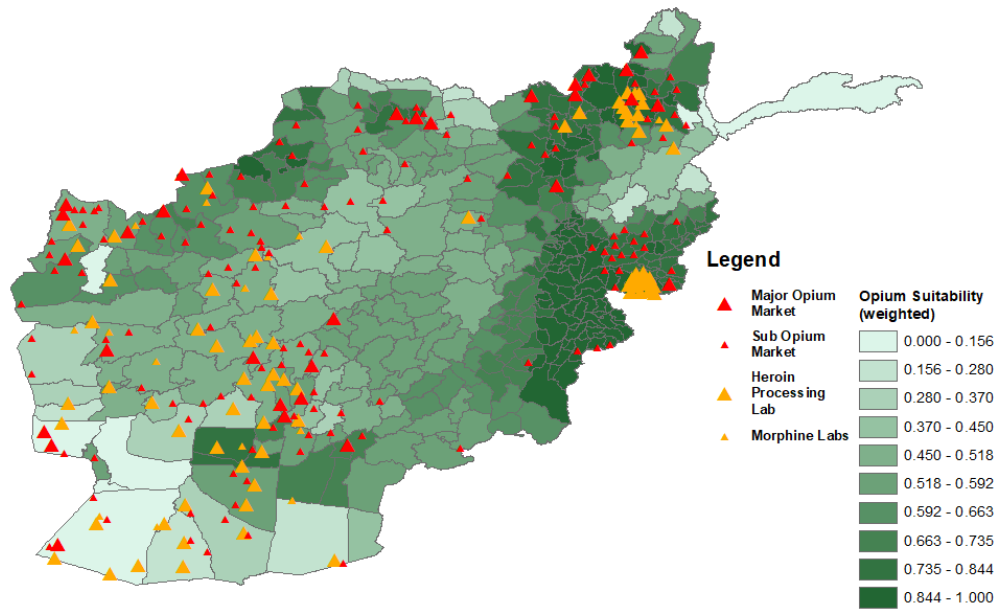 Legend
Major Opium
Market
Sub Opium
Market
Heroin
Processing
Lab
Morphine Labs
Opium Suitability
(weighted)
0.000 - 0.156
0.156 - 0.280
0.280 - 0.370
0.370 - 0.450
0.450 - 0.518
0.518 - 0.592
0.592 - 0.663
0.663 - 0.735
0.735 - 0.844
0.844 - 1.000